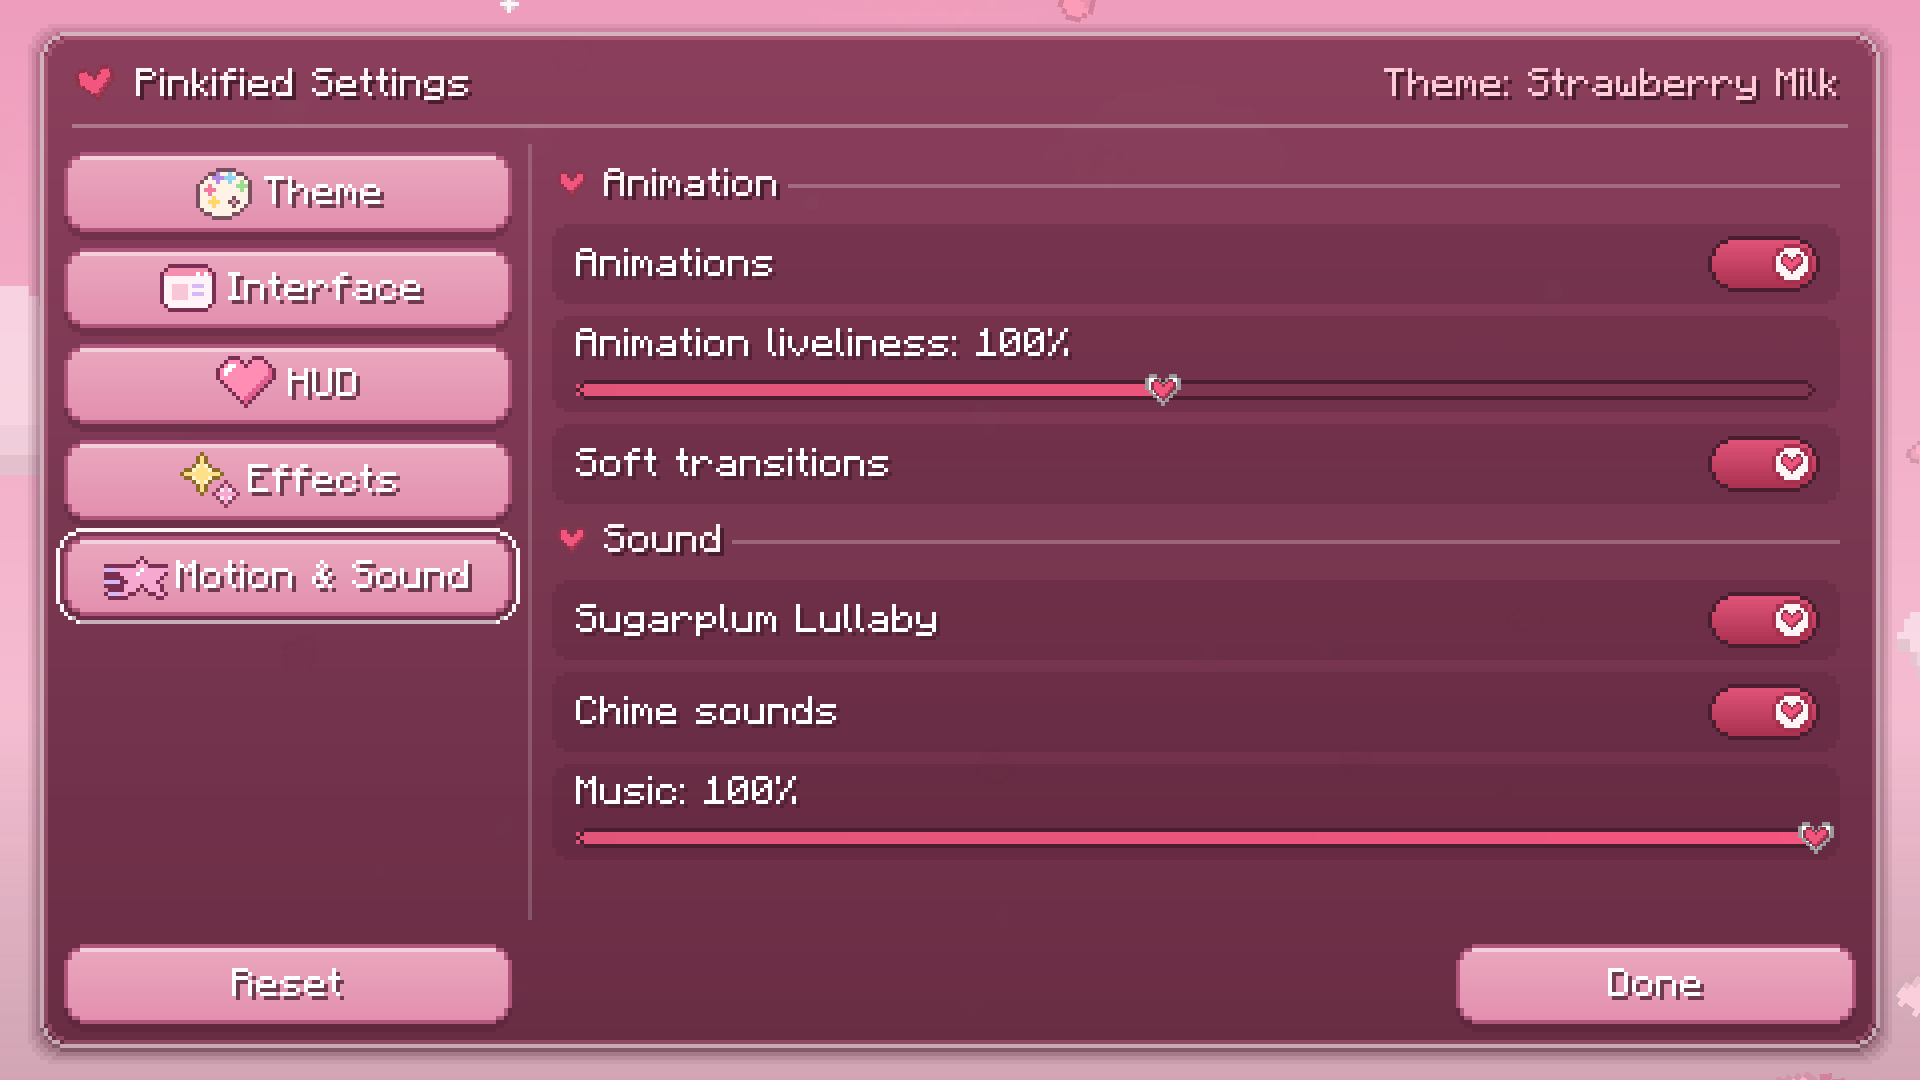 Pinkified Settings
Theme: Strawberry Milk
Theme
Interface
HUD
Effects
Motion & Sound
Animation
Animations
Animation liveliness: 100%
Soft transitions
Sound
Sugarplum Lullaby
Chime sounds
Music: 100%
Reset
Done